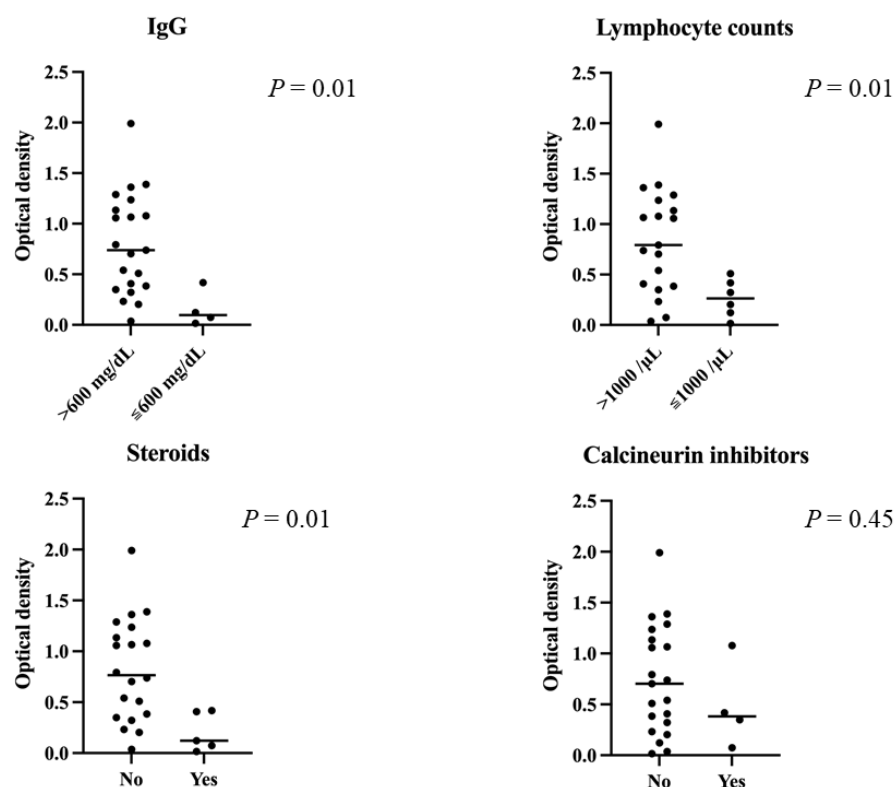 IgG
P = 0.01
2.5
2.0
1.5
1.0
0.5
0.0
Optical density
>600 mg/dL
≦600 mg/dL
Lymphocyte counts
P = 0.01
2.5
2.0
1.5
1.0
0.5
0.0
Optical density
>1000 /μL
≦1000 /μL
Steroids
P = 0.01
2.5
2.0
1.5
1.0
0.5
0.0
Optical density
No Yes
Calcineurin inhibitors
P = 0.45
2.5
2.0
1.5
1.0
0.5
0.0
Optical density
No Yes